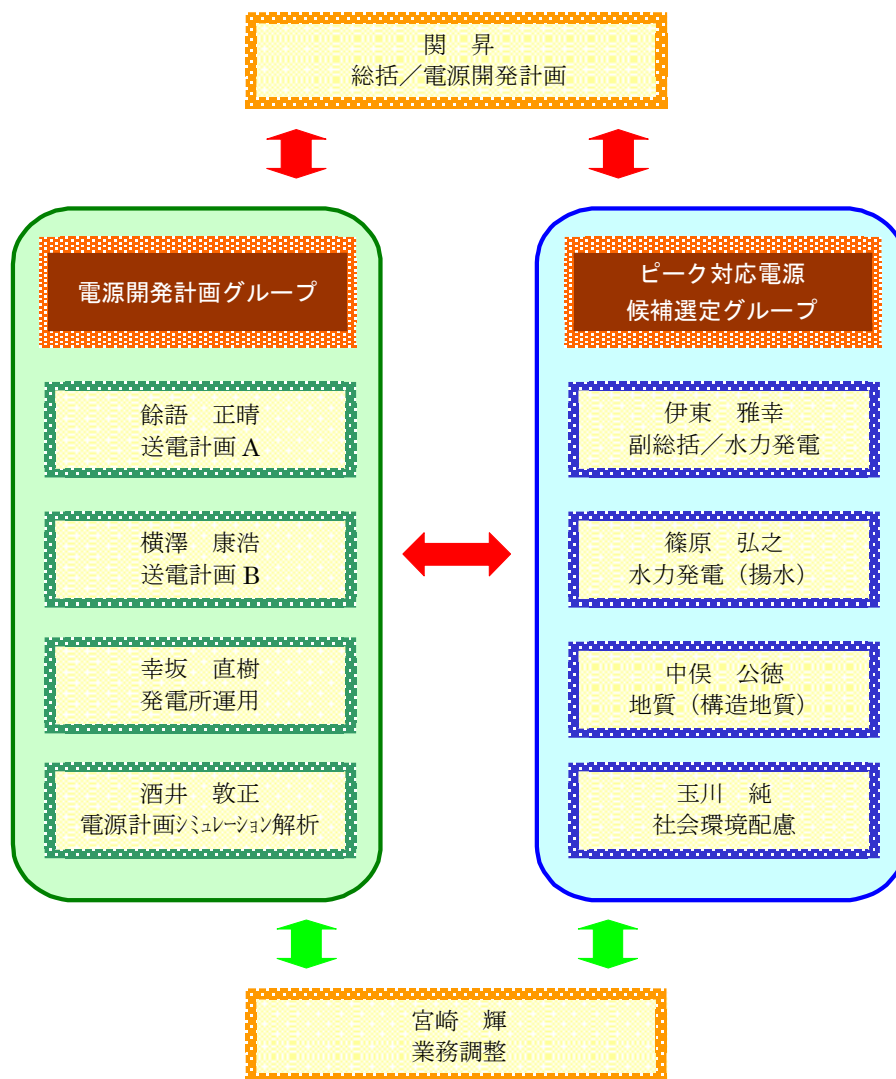 関　昇
総括／電源開発計画
電源開発計画グループ
餘語　正晴
送電計画 A
横澤　康浩
送電計画 B
幸坂　直樹
発電所運用
酒井　敦正
電源計画ｼﾐｭﾚｰｼｮﾝ解析
ピーク対応電源
候補選定グループ
伊東　雅幸
副総括／水力発電
篠原　弘之
水力発電（揚水）
中俣　公徳
地質（構造地質）
玉川　純
社会環境配慮
宮崎　輝
業務調整